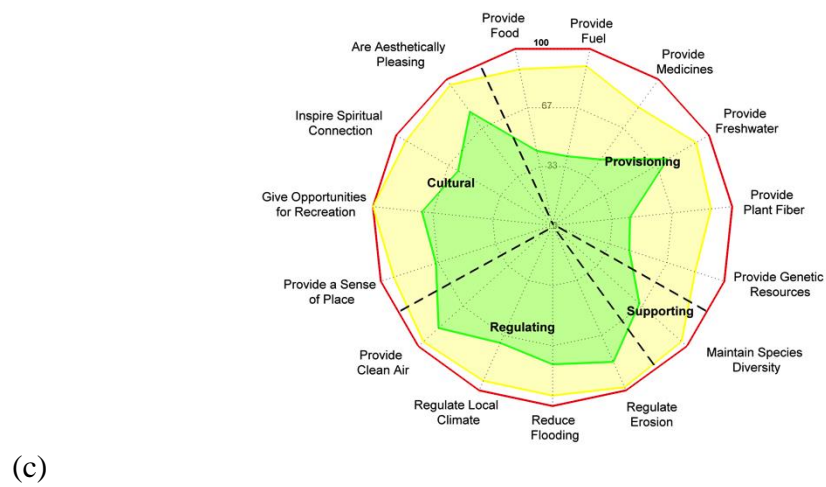 Provide
Food
100
Provide
Fuel
Are Aesthetically
Pleasing
Provide
Medicines
Inspire Spiritual
Connection
67
Provide
Freshwater
33
Provisioning
Cultural
Give Opportunities
for Recreation
Provide
Plant Fiber
Provide a Sense
of Place
Provide Genetic
Resources
Supporting
Regulating
Provide
Clean Air
Maintain Species
Diversity
Regulate Local
Climate
Reduce
Flooding
Regulate
Erosion
(c)